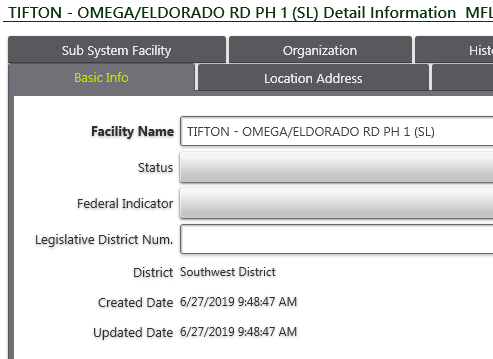 TIFTON - OMEGA/ELDORADO RD PH 1 (SL) Detail Information MFL
Sub System Facility Organization
Basic Info Location Address
Facility Name TIFTON - OMEGA/ELDORADO RD PH 1 (SL)
Status
Federal Indicator
Legislative District Num.
District Southwest District
Created Date 6/27/2019 9:48:47 AM
Updated Date 6/27/2019 9:48:47 AM